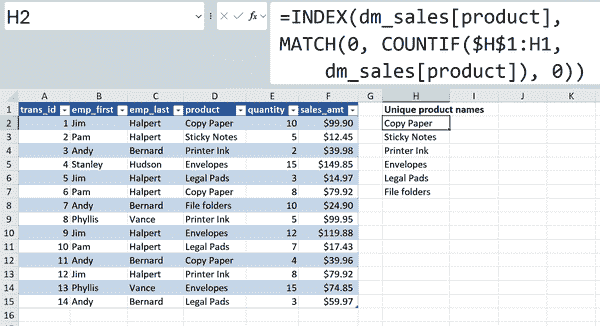 H2
fx
=INDEX(dm_sales[product],
MATCH(0, COUNTIF($H$1:H1,
dm_sales[product]), 0))
A B C D E F G H I J K
1 trans_id emp_first emp_last product quantity sales_amt Unique product names
2 1 Jim Halpert Copy Paper 10 $99.90 Copy Paper
3 2 Pam Halpert Sticky Notes 5 $12.45 Sticky Notes
4 3 Andy Bernard Printer Ink 2 $39.98 Printer Ink
5 4 Stanley Hudson Envelopes 15 $149.85 Envelopes
6 5 Jim Halpert Legal Pads 3 $14.97 Legal Pads
7 6 Pam Halpert Copy Paper 8 $79.92 File folders
8 7 Andy Bernard File folders 10 $24.90
9 8 Phyllis Vance Printer Ink 5 $99.95
10 9 Jim Halpert Envelopes 12 $119.88
11 10 Pam Halpert Legal Pads 7 $17.43
12 11 Andy Bernard Copy Paper 4 $39.96
13 12 Jim Halpert Printer Ink 8 $79.92
14 13 Phyllis Vance Envelopes 15 $74.85
15 14 Andy Bernard Legal Pads 3 $59.97
16